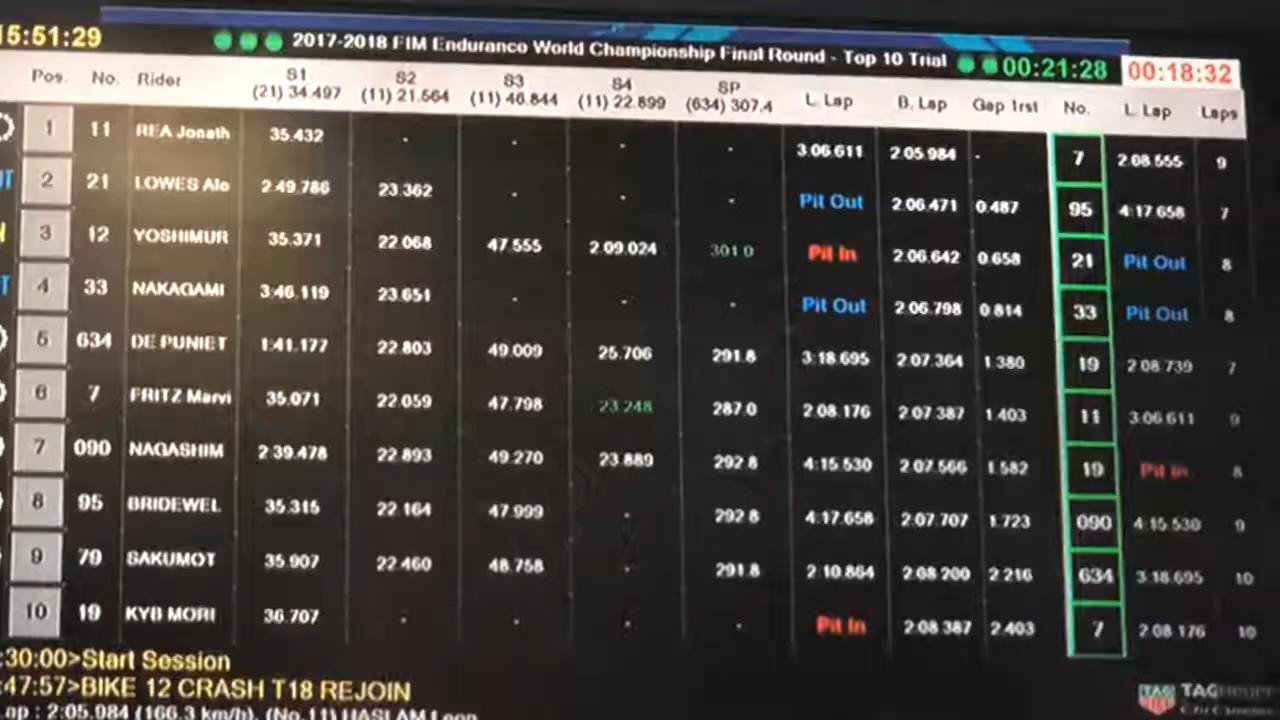 5:51:29 2017-2018 FIM Endurance World Championship Final Round - Top 10 Trial 00:21:28 00:18:32
Pos. No. Rider S1 S2 S3 S4 SP L. Lap B. Lap Gap 1rst No. L. Lap Laps
(21) 34.497 (11) 21.564 (11) 46.844 (11) 22.899 (634) 307.4
1 11 REA Jonath 35.432 - - - - 3.06.611 2.05.984 - 7 2.08.555 9
2 21 LOWES Ale 2.49.786 23.362 - - - Pit Out 2.06.471 0.487 95 4:17.658 7
3 12 YOSHIMUR 35.371 22.068 47.555 2.09.024 301.0 Pit In 2.06.642 0.658 21 Pit Out 8
4 33 NAKAGAMI 3:46.119 23.651 - - - Pit Out 2.06.798 0.814 33 Pit Out 8
5 634 DE PUNIET 1:41.177 22.803 49.009 25.706 291.8 3:18.695 2.07.364 1.380 19 2.08.739 7
6 7 FRITZ Marvi 35.071 22.059 47.798 23.248 287.0 2.08.176 2.07.387 1.403 11 3.06.611 9
7 090 NAGASHIM 2:39.478 22.893 49.270 23.889 292.8 4:15.530 2.07.566 1.582 19 Pit In 8
8 95 BRIDEWEL 35.315 22.164 47.999 - 292.8 4:17.658 2.07.707 1.723 090 4:15.530 9
9 79 SAKUMOT 35.907 22.460 48.758 - 291.8 2:10.864 2.08.200 2.216 634 3.18.695 10
10 19 KYB MORI 36.707 - - - - Pit In 2.08.387 2.403 7 2.08.176 10
:30:00>Start Session
:47:57>BIKE 12 CRASH T18 REJOIN
ap : 2:05.984 (166.3 km/h), (No.11) HASLAM Leon
TAGHeuer